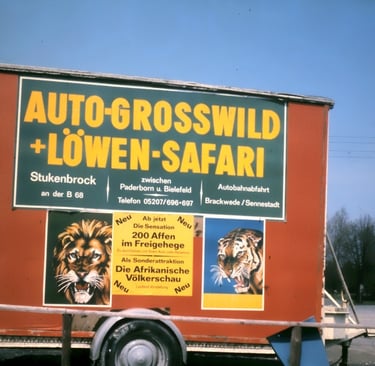 AUTO-GROSSWILD
+LÖWEN-SAFARI
Stukenbrock
an der B 68
zwischen
Paderborn u. Bielefeld
Telefon 05207/696-697
Autobahnabfahrt
Brackwede/Sennestadt
Neu Ab jetzt Neu
Die Sensation
200 Affen
im Freigehege
Als Sonderattraktion
Die Afrikanische
Völkerschau
Neu Neu